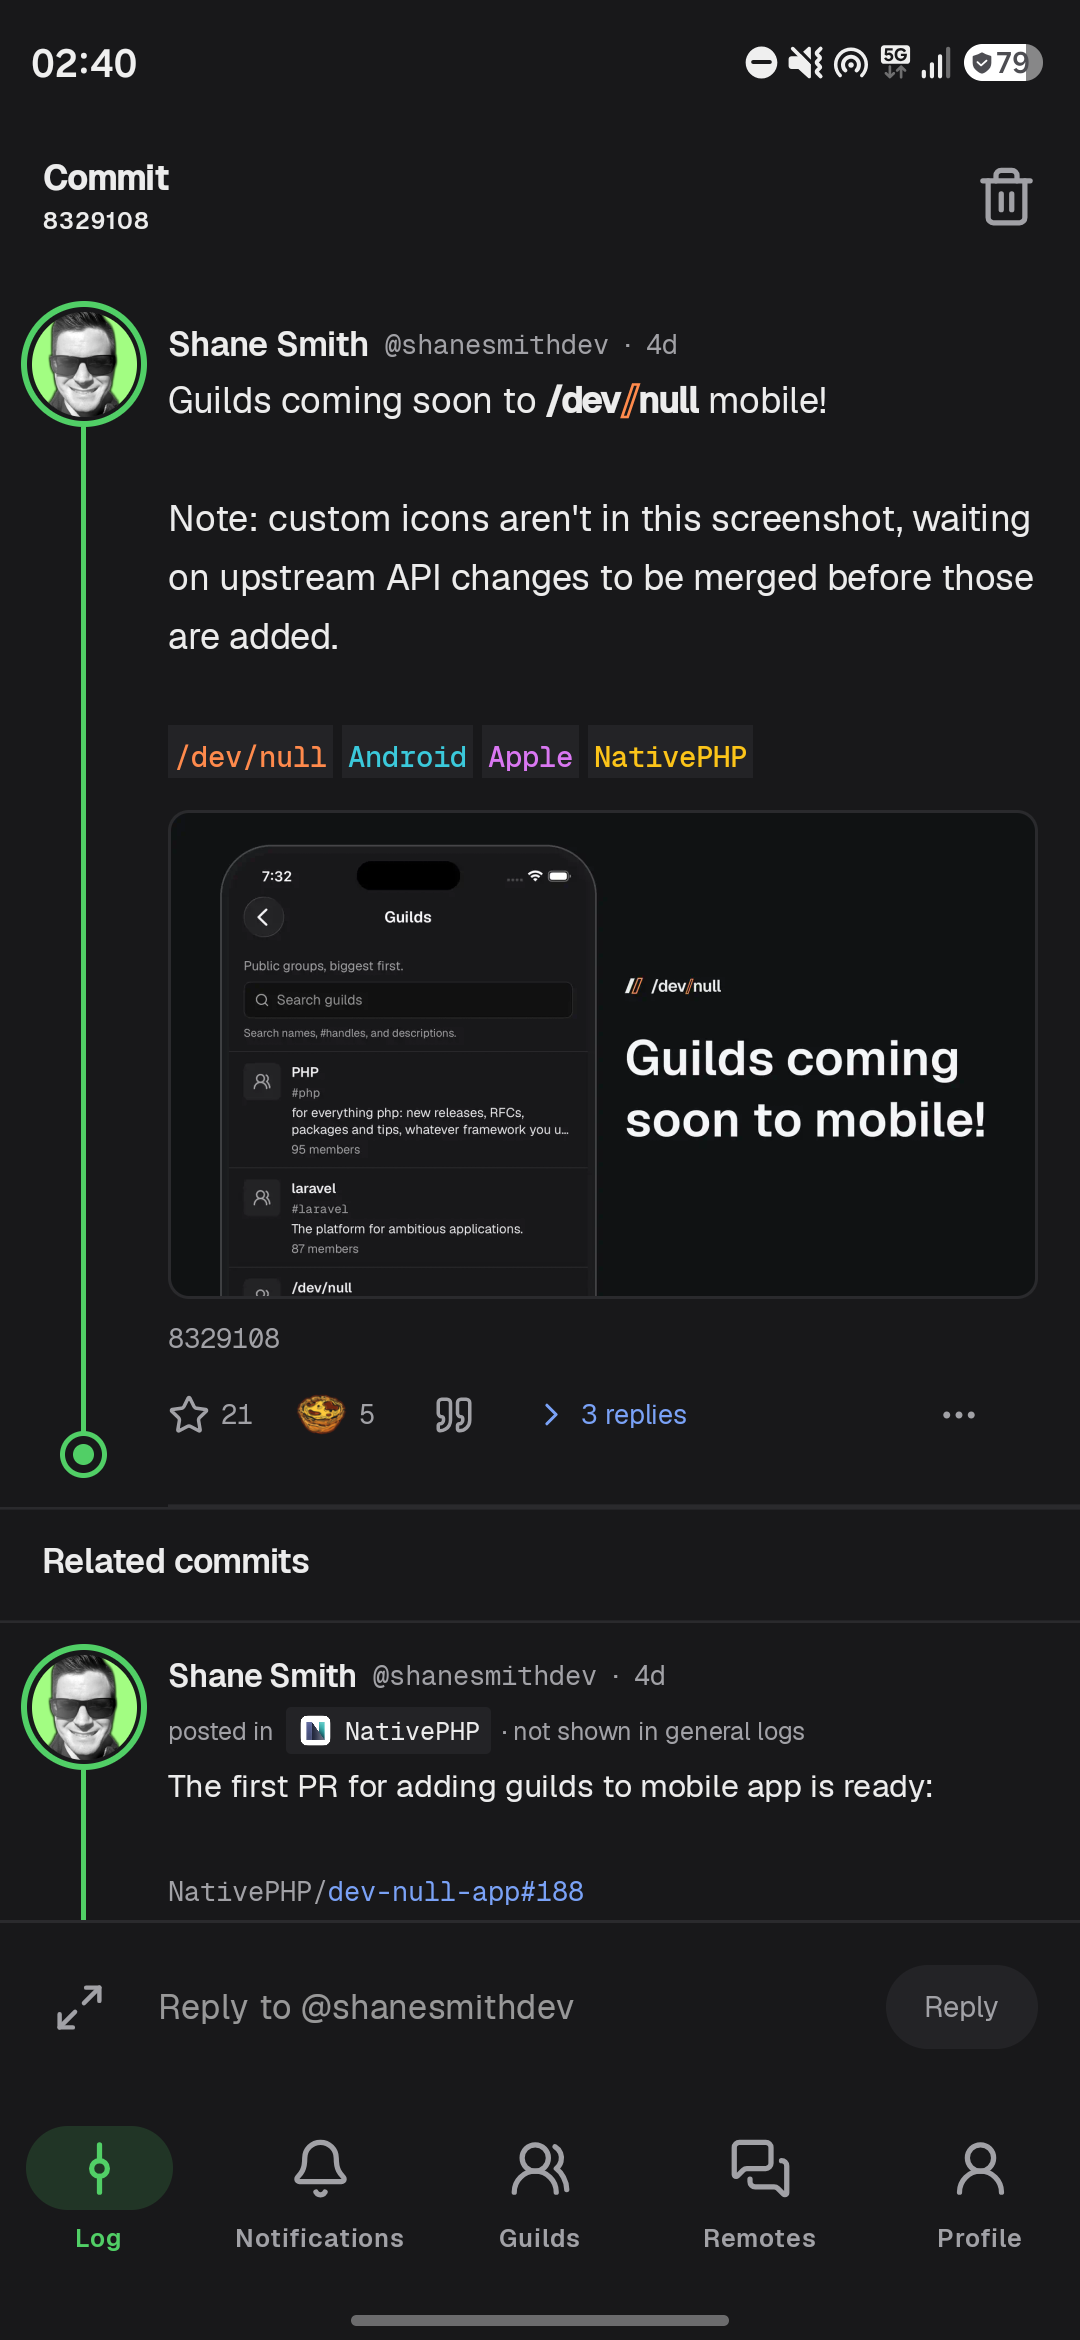 02:40
5G
79
Commit
8329108
Shane Smith @shanesmithdev · 4d
Guilds coming soon to /dev//null mobile!
Note: custom icons aren't in this screenshot, waiting
on upstream API changes to be merged before those
are added.
/dev/null Android Apple NativePHP
7:32
Guilds
Public groups, biggest first.
Search guilds
Search names, #handles, and descriptions.
PHP
#php
for everything php: new releases, RFCs,
packages and tips, whatever framework you u...
95 members
laravel
#laravel
The platform for ambitious applications.
87 members
/dev/null
// /dev//null
Guilds coming
soon to mobile!
8329108
21 5 3 replies
Related commits
Shane Smith @shanesmithdev · 4d
posted in NativePHP · not shown in general logs
The first PR for adding guilds to mobile app is ready:
NativePHP/dev-null-app#188
Reply to @shanesmithdev
Reply
Log Notifications Guilds Remotes Profile